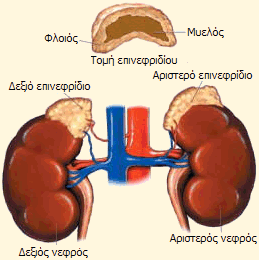 Φλοιός
Μυελός
Τομή επινεφριδίου
Αριστερό επινεφρίδιο
Δεξιό επινεφρίδιο
Αριστερός νεφρός
Δεξιός νεφρός